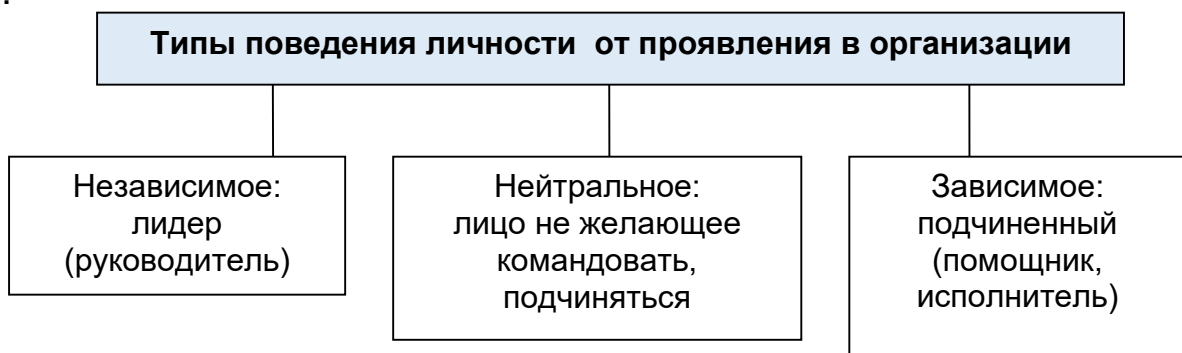 Типы поведения личности от проявления в организации
Независимое:
лидер
(руководитель)
Нейтральное:
лицо не желающее
командовать,
подчиняться
Зависимое:
подчиненный
(помощник,
исполнитель)